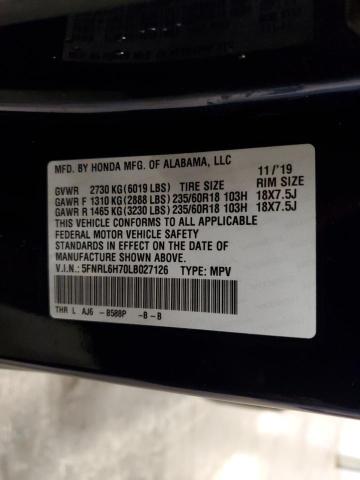 MFD. BY HONDA MFG. OF ALABAMA, LLC 11/'19
GVWR 2730 KG(6019 LBS) TIRE SIZE RIM SIZE
GAWR F 1310 KG(2888 LBS) 235/60R18 103H 18X7.5J
GAWR R 1465 KG(3230 LBS) 235/60R18 103H 18X7.5J
THIS VEHICLE CONFORMS TO ALL APPLICABLE
FEDERAL MOTOR VEHICLE SAFETY STANDARDS
IN EFFECT ON THE DATE OF MANUFACTURE
SHOWN ABOVE.
V.I.N.: 5FNRL6H70LB027126 TYPE: MPV
THR L AJ6 -B588P -B-B